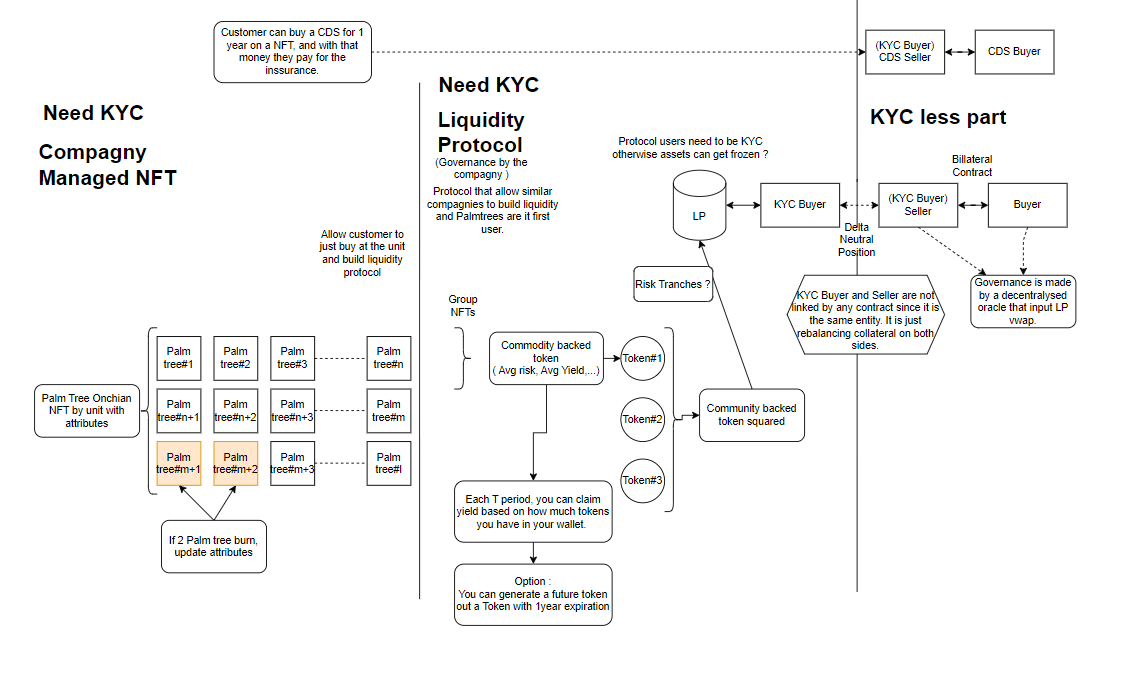 Customer can buy a CDS for 1
year on a NFT, and with that
money they pay for the
inssurance.
(KYC Buyer)
CDS Seller
CDS Buyer
Need KYC
Compagny
Managed NFT
Need KYC
Liquidity
Protocol
(Governance by the
compagny )
Protocol that allow similar
compagnies to build liquidity
and Palmtrees are it first
user.
KYC less part
Protocol users need to be KYC
otherwise assets can get frozen ?
LP
KYC Buyer
(KYC Buyer)
Seller
Billateral
Contract
Buyer
Delta
Neutral
Position
Allow customer to
just buy at the unit
and build liquidity
protocol
Risk Tranches ?
KYC Buyer and Seller are not
linked by any contract since it is
the same entity. It is just
rebalancing collateral on both
sides.
Governance is made
by a decentralysed
oracle that input LP
vwap.
Group
NFTs
Palm Tree Onchian
NFT by unit with
attributes
Palm
tree#1
Palm
tree#2
Palm
tree#3
Palm
tree#n
Palm
tree#n+1
Palm
tree#n+2
Palm
tree#n+3
Palm
tree#m
Palm
tree#m+1
Palm
tree#m+2
Palm
tree#m+3
Palm
tree#l
If 2 Palm tree burn,
update attributes
Commodity backed
token
( Avg risk, Avg Yield,...)
Token#1
Token#2
Token#3
Community backed
token squared
Each T period, you can claim
yield based on how much tokens
you have in your wallet.
Option :
You can generate a future token
out a Token with 1year expiration